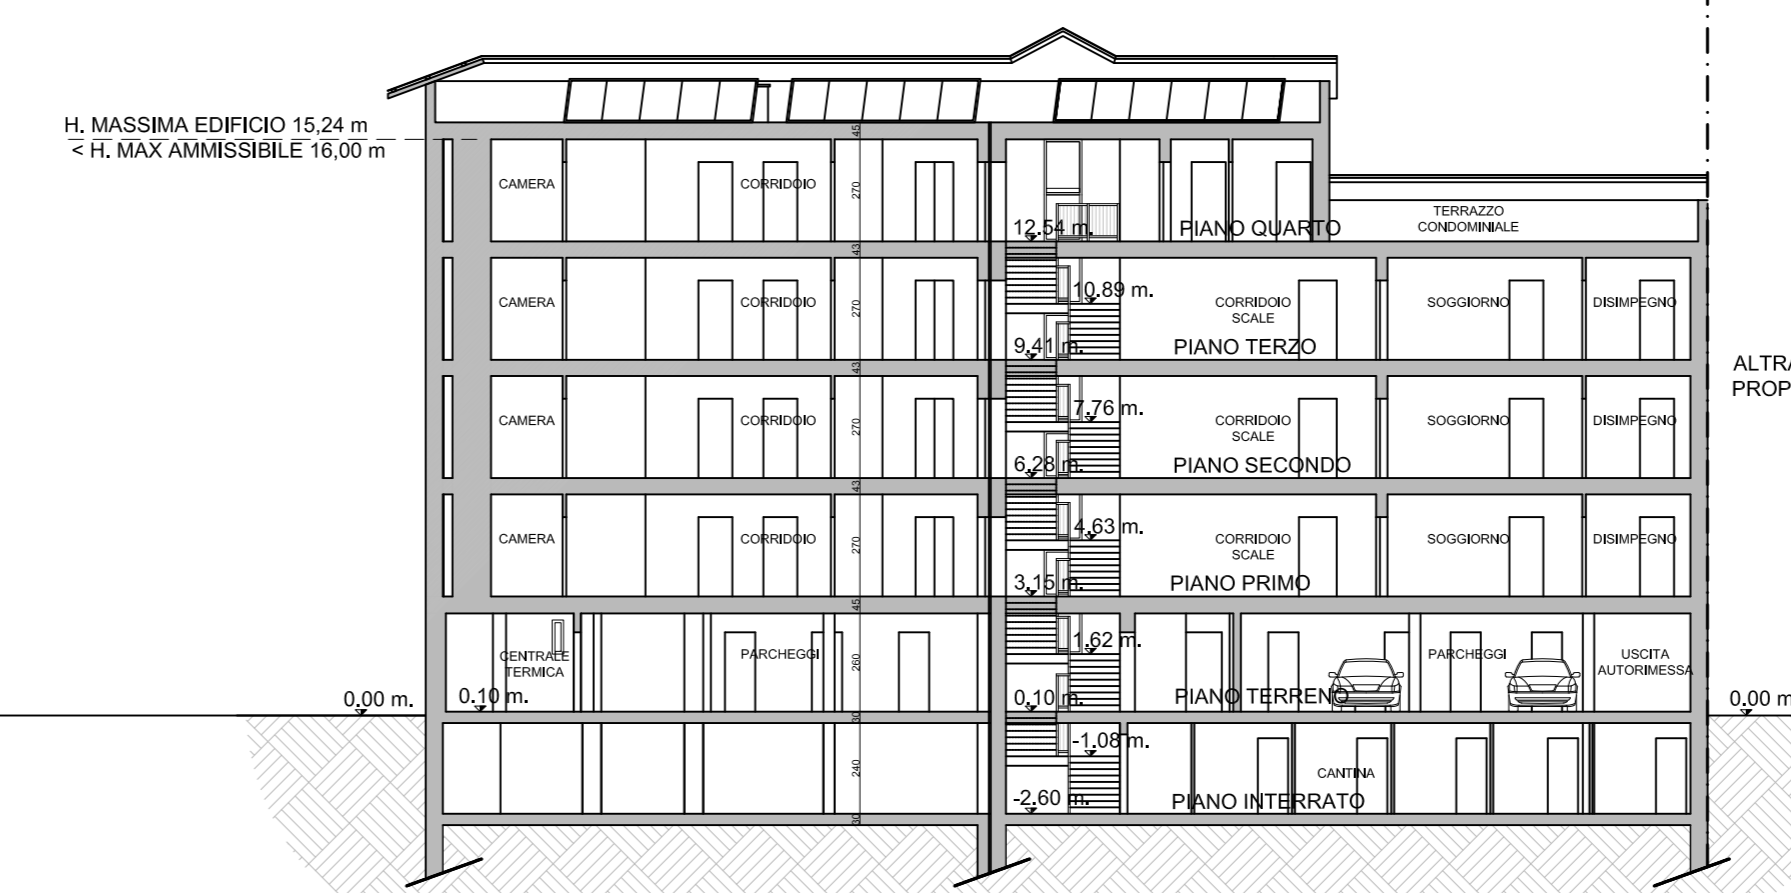 H. MASSIMA EDIFICIO 15,24 m
< H. MAX AMMISSIBILE 16,00 m
45
CAMERA
CORRIDOIO
270
12.54 m.
PIANO QUARTO
TERRAZZO
CONDOMINIALE
43
CAMERA
CORRIDOIO
270
10.89 m.
CORRIDOIO
SCALE
SOGGIORNO
DISIMPEGNO
9.41 m.
PIANO TERZO
43
ALTRA
PROP
CAMERA
CORRIDOIO
270
7.76 m.
CORRIDOIO
SCALE
SOGGIORNO
DISIMPEGNO
6.28 m.
PIANO SECONDO
43
CAMERA
CORRIDOIO
270
4.63 m.
CORRIDOIO
SCALE
SOGGIORNO
DISIMPEGNO
3.15 m.
PIANO PRIMO
45
CENTRALE
TERMICA
PARCHEGGI
260
1.62 m.
PARCHEGGI
USCITA
AUTORIMESSA
0.00 m.
0.10 m.
0.10 m.
PIANO TERRENO
0.00 m
30
240
-1.08 m.
CANTINA
-2.60 m.
PIANO INTERRATO
30